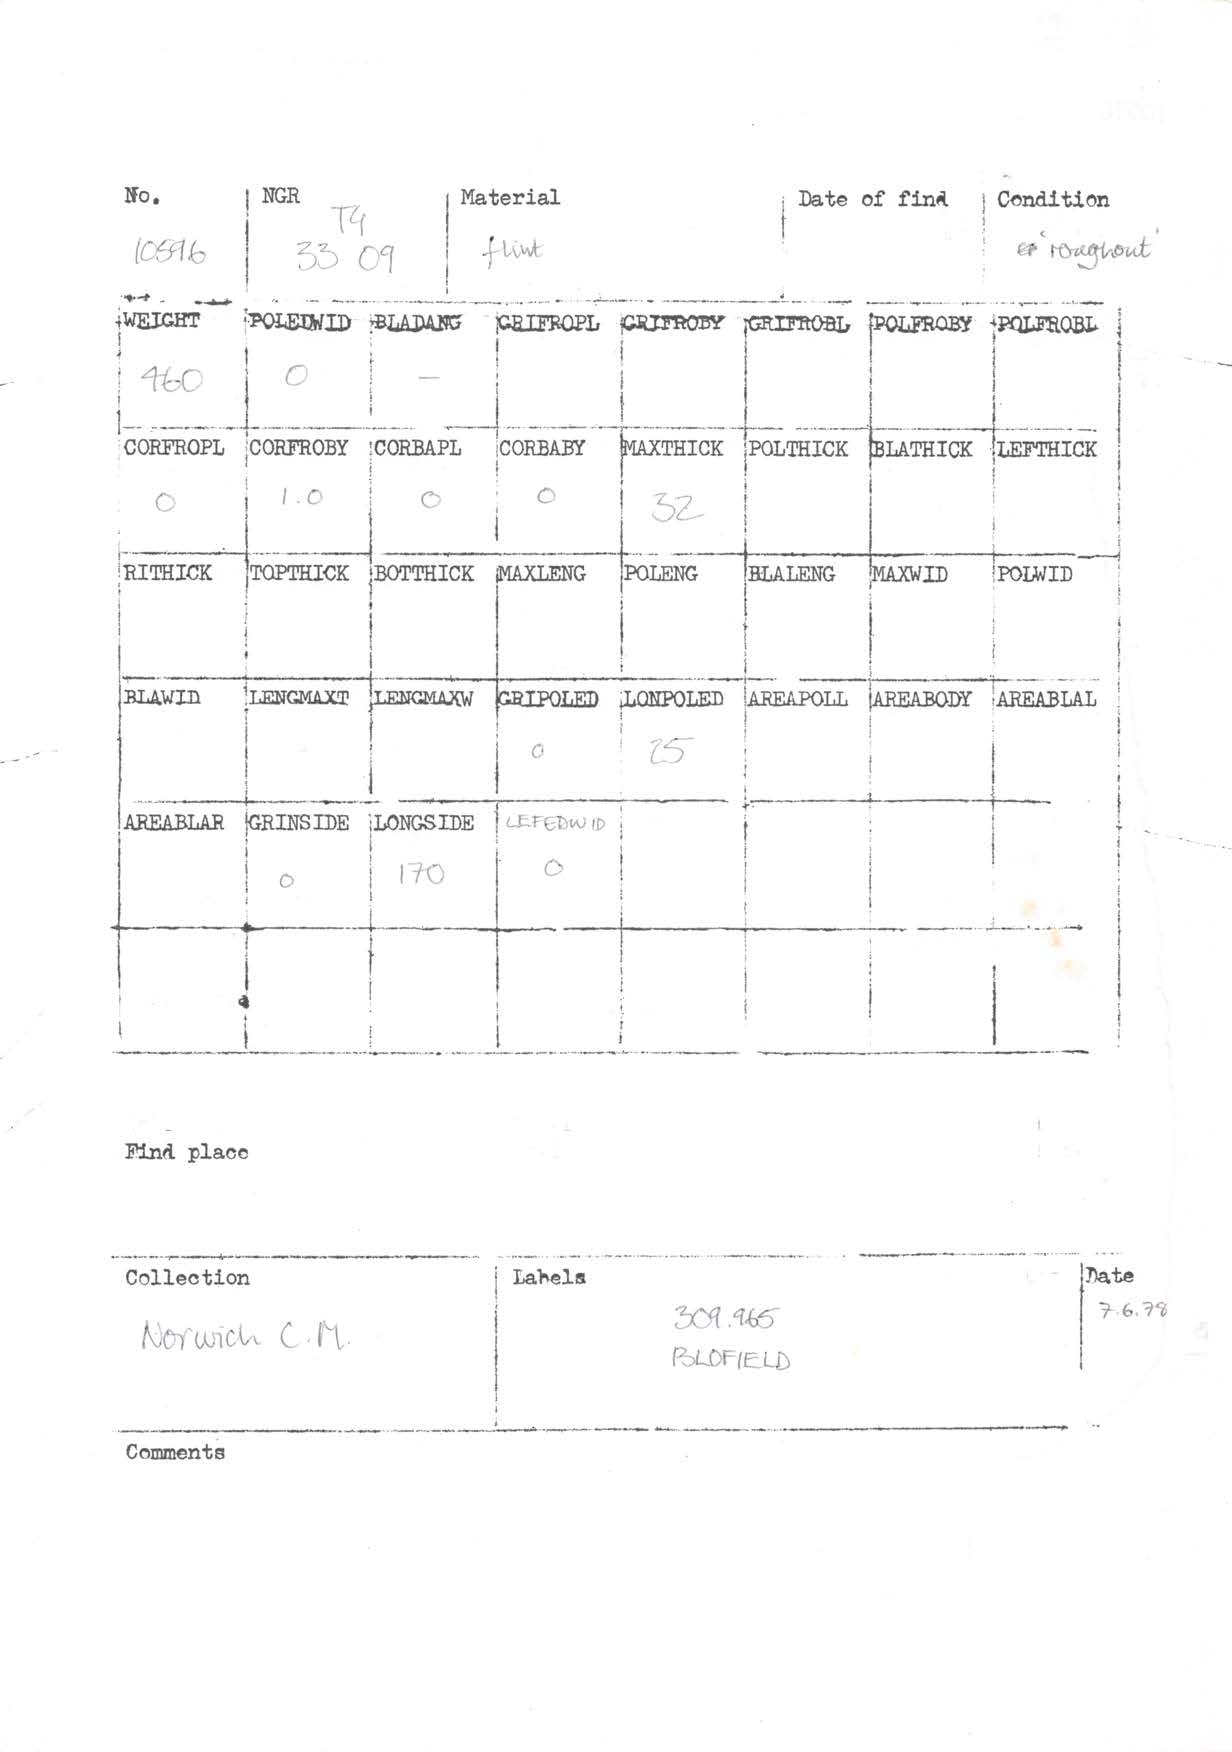 No. NGR Material Date of find Condition
TG
10596 33 09 flint 'roughout'
WEIGHT POLEDWID BLADANG GRIFROPL GRIFROBY GRIFROBL POLFROBY POLFROBL
460 0 —
CORFROPL CORFROBY CORBAPL CORBABY MAXTHICK POLTHICK BLATHICK LEFTHICK
0 1.0 0 0 32
RITHICK TOPTHICK BOTTHICK MAXLENG POLENG BLALENG MAXWID POLWID
BLAWID LENGMAXT LENGMAXW GRIPOLED LONPOLED AREAPOLL AREABODY AREABLAL
0 25
AREABLAR GRINSIDE LONGSIDE LEFEDWID
0 170 0
Find place
Collection Labels Date
Norwich C.M. 309.965 7.6.78
BLOFIELD
Comments